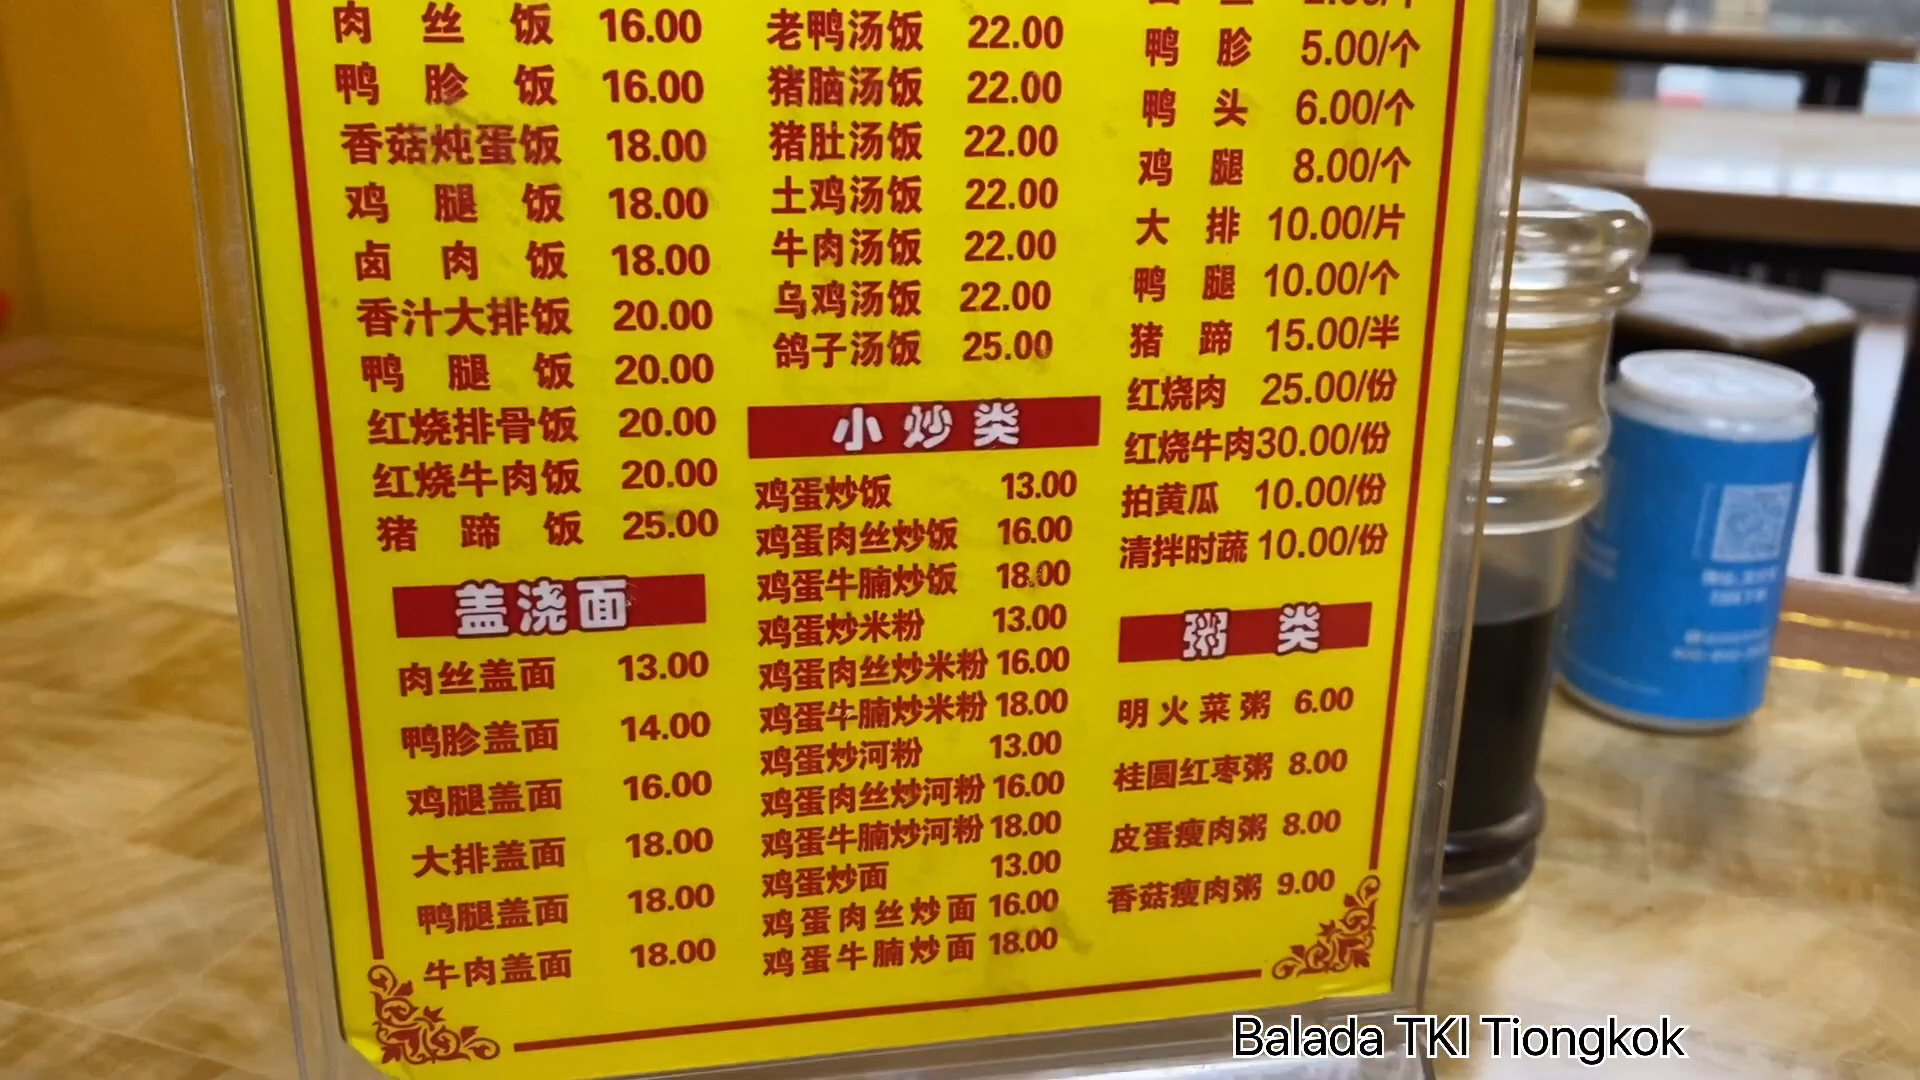 肉丝饭 16.00
鸭胗饭 16.00
香菇炖蛋饭 18.00
鸡腿饭 18.00
卤肉饭 18.00
香汁大排饭 20.00
鸭腿饭 20.00
红烧排骨饭 20.00
红烧牛肉饭 20.00
猪蹄饭 25.00
盖浇面
肉丝盖面 13.00
鸭胗盖面 14.00
鸡腿盖面 16.00
大排盖面 18.00
鸭腿盖面 18.00
牛肉盖面 18.00
老鸭汤饭 22.00
猪脑汤饭 22.00
猪肚汤饭 22.00
土鸡汤饭 22.00
牛肉汤饭 22.00
乌鸡汤饭 22.00
鸽子汤饭 25.00
小炒类
鸡蛋炒饭 13.00
鸡蛋肉丝炒饭 16.00
鸡蛋牛腩炒饭 18.00
鸡蛋炒米粉 13.00
鸡蛋肉丝炒米粉 16.00
鸡蛋牛腩炒米粉 18.00
鸡蛋炒河粉 13.00
鸡蛋肉丝炒河粉 16.00
鸡蛋牛腩炒河粉 18.00
鸡蛋炒面 13.00
鸡蛋肉丝炒面 16.00
鸡蛋牛腩炒面 18.00
鸭胗 5.00/个
鸭头 6.00/个
鸡腿 8.00/个
大排 10.00/片
鸭腿 10.00/个
猪蹄 15.00/半
红烧肉 25.00/份
红烧牛肉 30.00/份
拍黄瓜 10.00/份
清拌时蔬 10.00/份
粥类
明火菜粥 6.00
桂圆红枣粥 8.00
皮蛋瘦肉粥 8.00
香菇瘦肉粥 9.00
Balada TKI Tiongkok